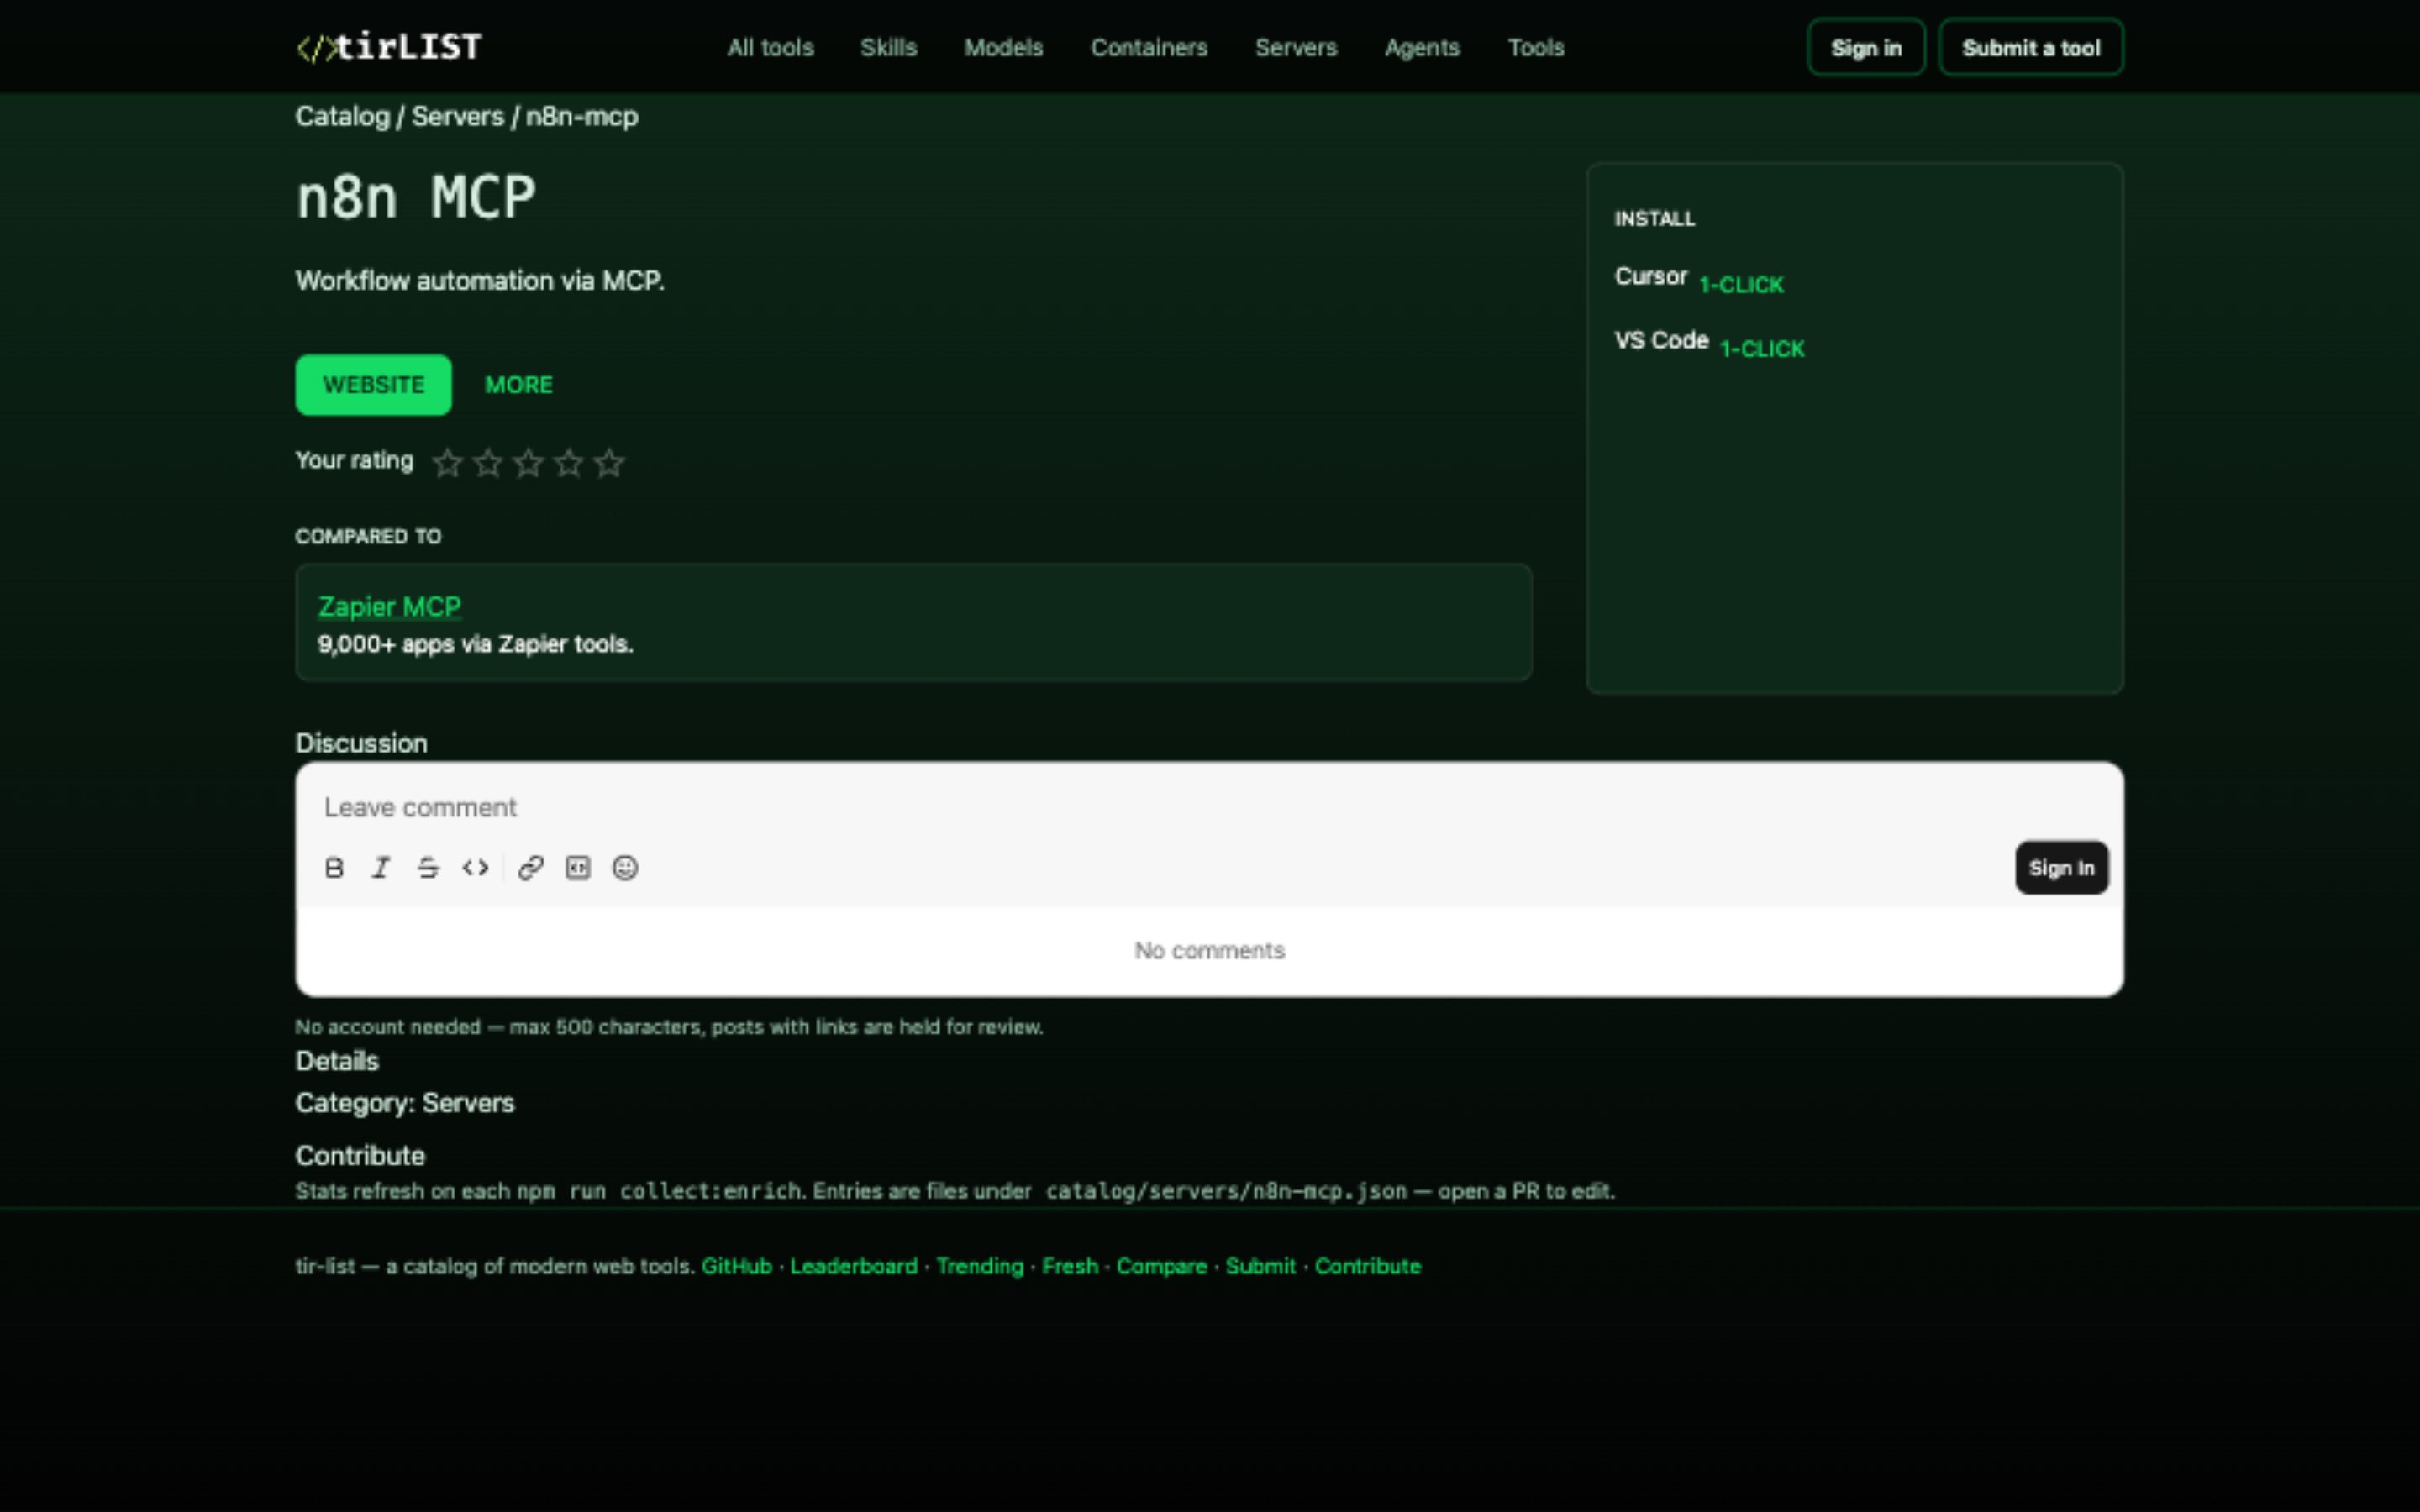 </>tirLIST All tools Skills Models Containers Servers Agents Tools Sign in Submit a tool
Catalog / Servers / n8n-mcp
n8n MCP
Workflow automation via MCP.
WEBSITE MORE
Your rating
COMPARED TO
Zapier MCP
9,000+ apps via Zapier tools.
INSTALL
Cursor 1-CLICK
VS Code 1-CLICK
Discussion
Leave comment
Sign In
No comments
No account needed — max 500 characters, posts with links are held for review.
Details
Category: Servers
Contribute
Stats refresh on each npm run collect:enrich. Entries are files under catalog/servers/n8n-mcp.json — open a PR to edit.
tir-list — a catalog of modern web tools. GitHub · Leaderboard · Trending · Fresh · Compare · Submit · Contribute